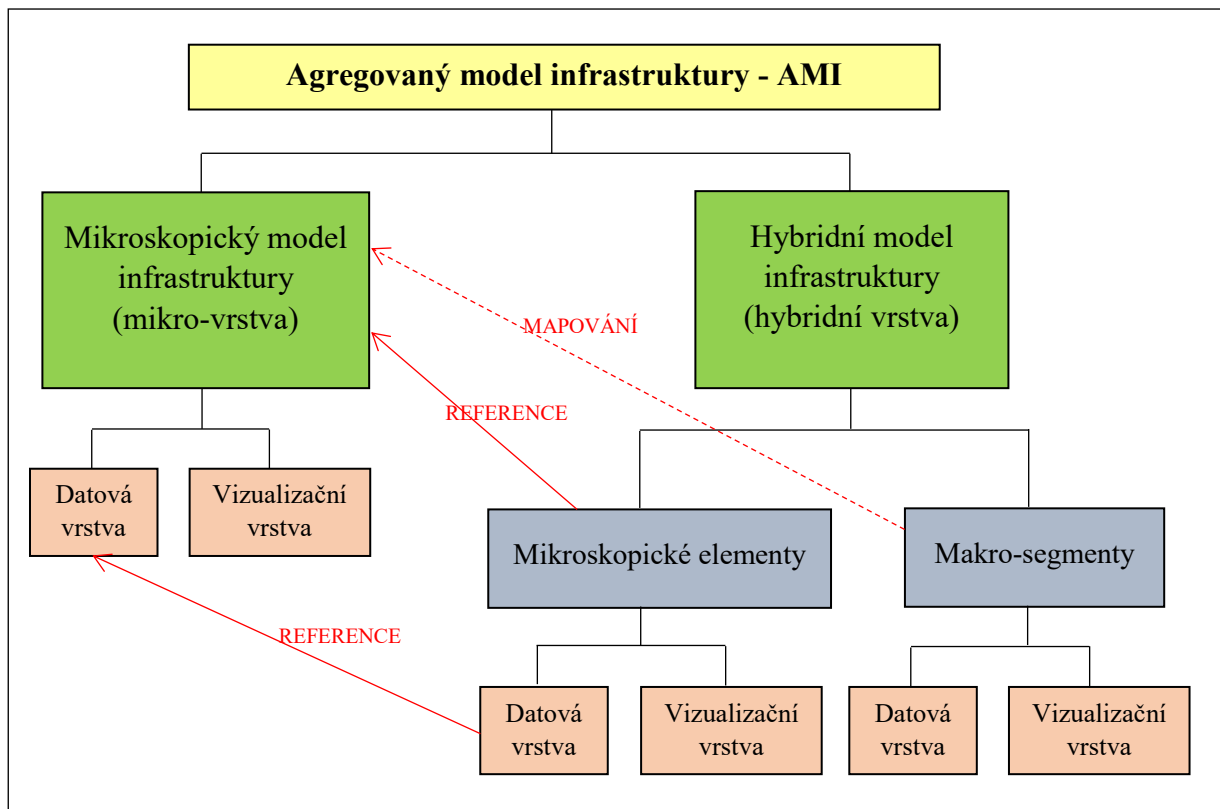 Agregovaný model infrastruktury - AMI
Mikroskopický model
infrastruktury
(mikro-vrstva)
Hybridní model
infrastruktury
(hybridní vrstva)
MAPOVÁNÍ
REFERENCE
Datová
vrstva
Vizualizační
vrstva
Mikroskopické elementy
Makro-segmenty
REFERENCE
Datová
vrstva
Vizualizační
vrstva
Datová
vrstva
Vizualizační
vrstva